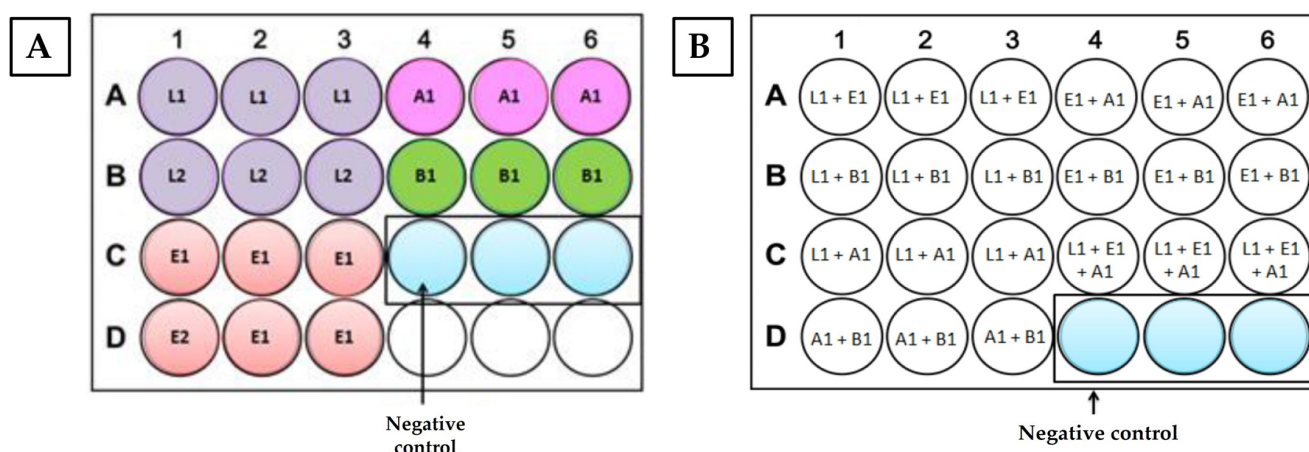 A
1 2 3 4 5 6
A L1 L1 L1 A1 A1 A1
B L2 L2 L2 B1 B1 B1
C E1 E1 E1
D E2 E1 E1
Negative
control
B
1 2 3 4 5 6
A L1 + E1 L1 + E1 L1 + E1 E1 + A1 E1 + A1 E1 + A1
B L1 + B1 L1 + B1 L1 + B1 E1 + B1 E1 + B1 E1 + B1
C L1 + A1 L1 + A1 L1 + A1 L1 + E1 + A1 L1 + E1 + A1 L1 + E1 + A1
D A1 + B1 A1 + B1 A1 + B1
Negative control